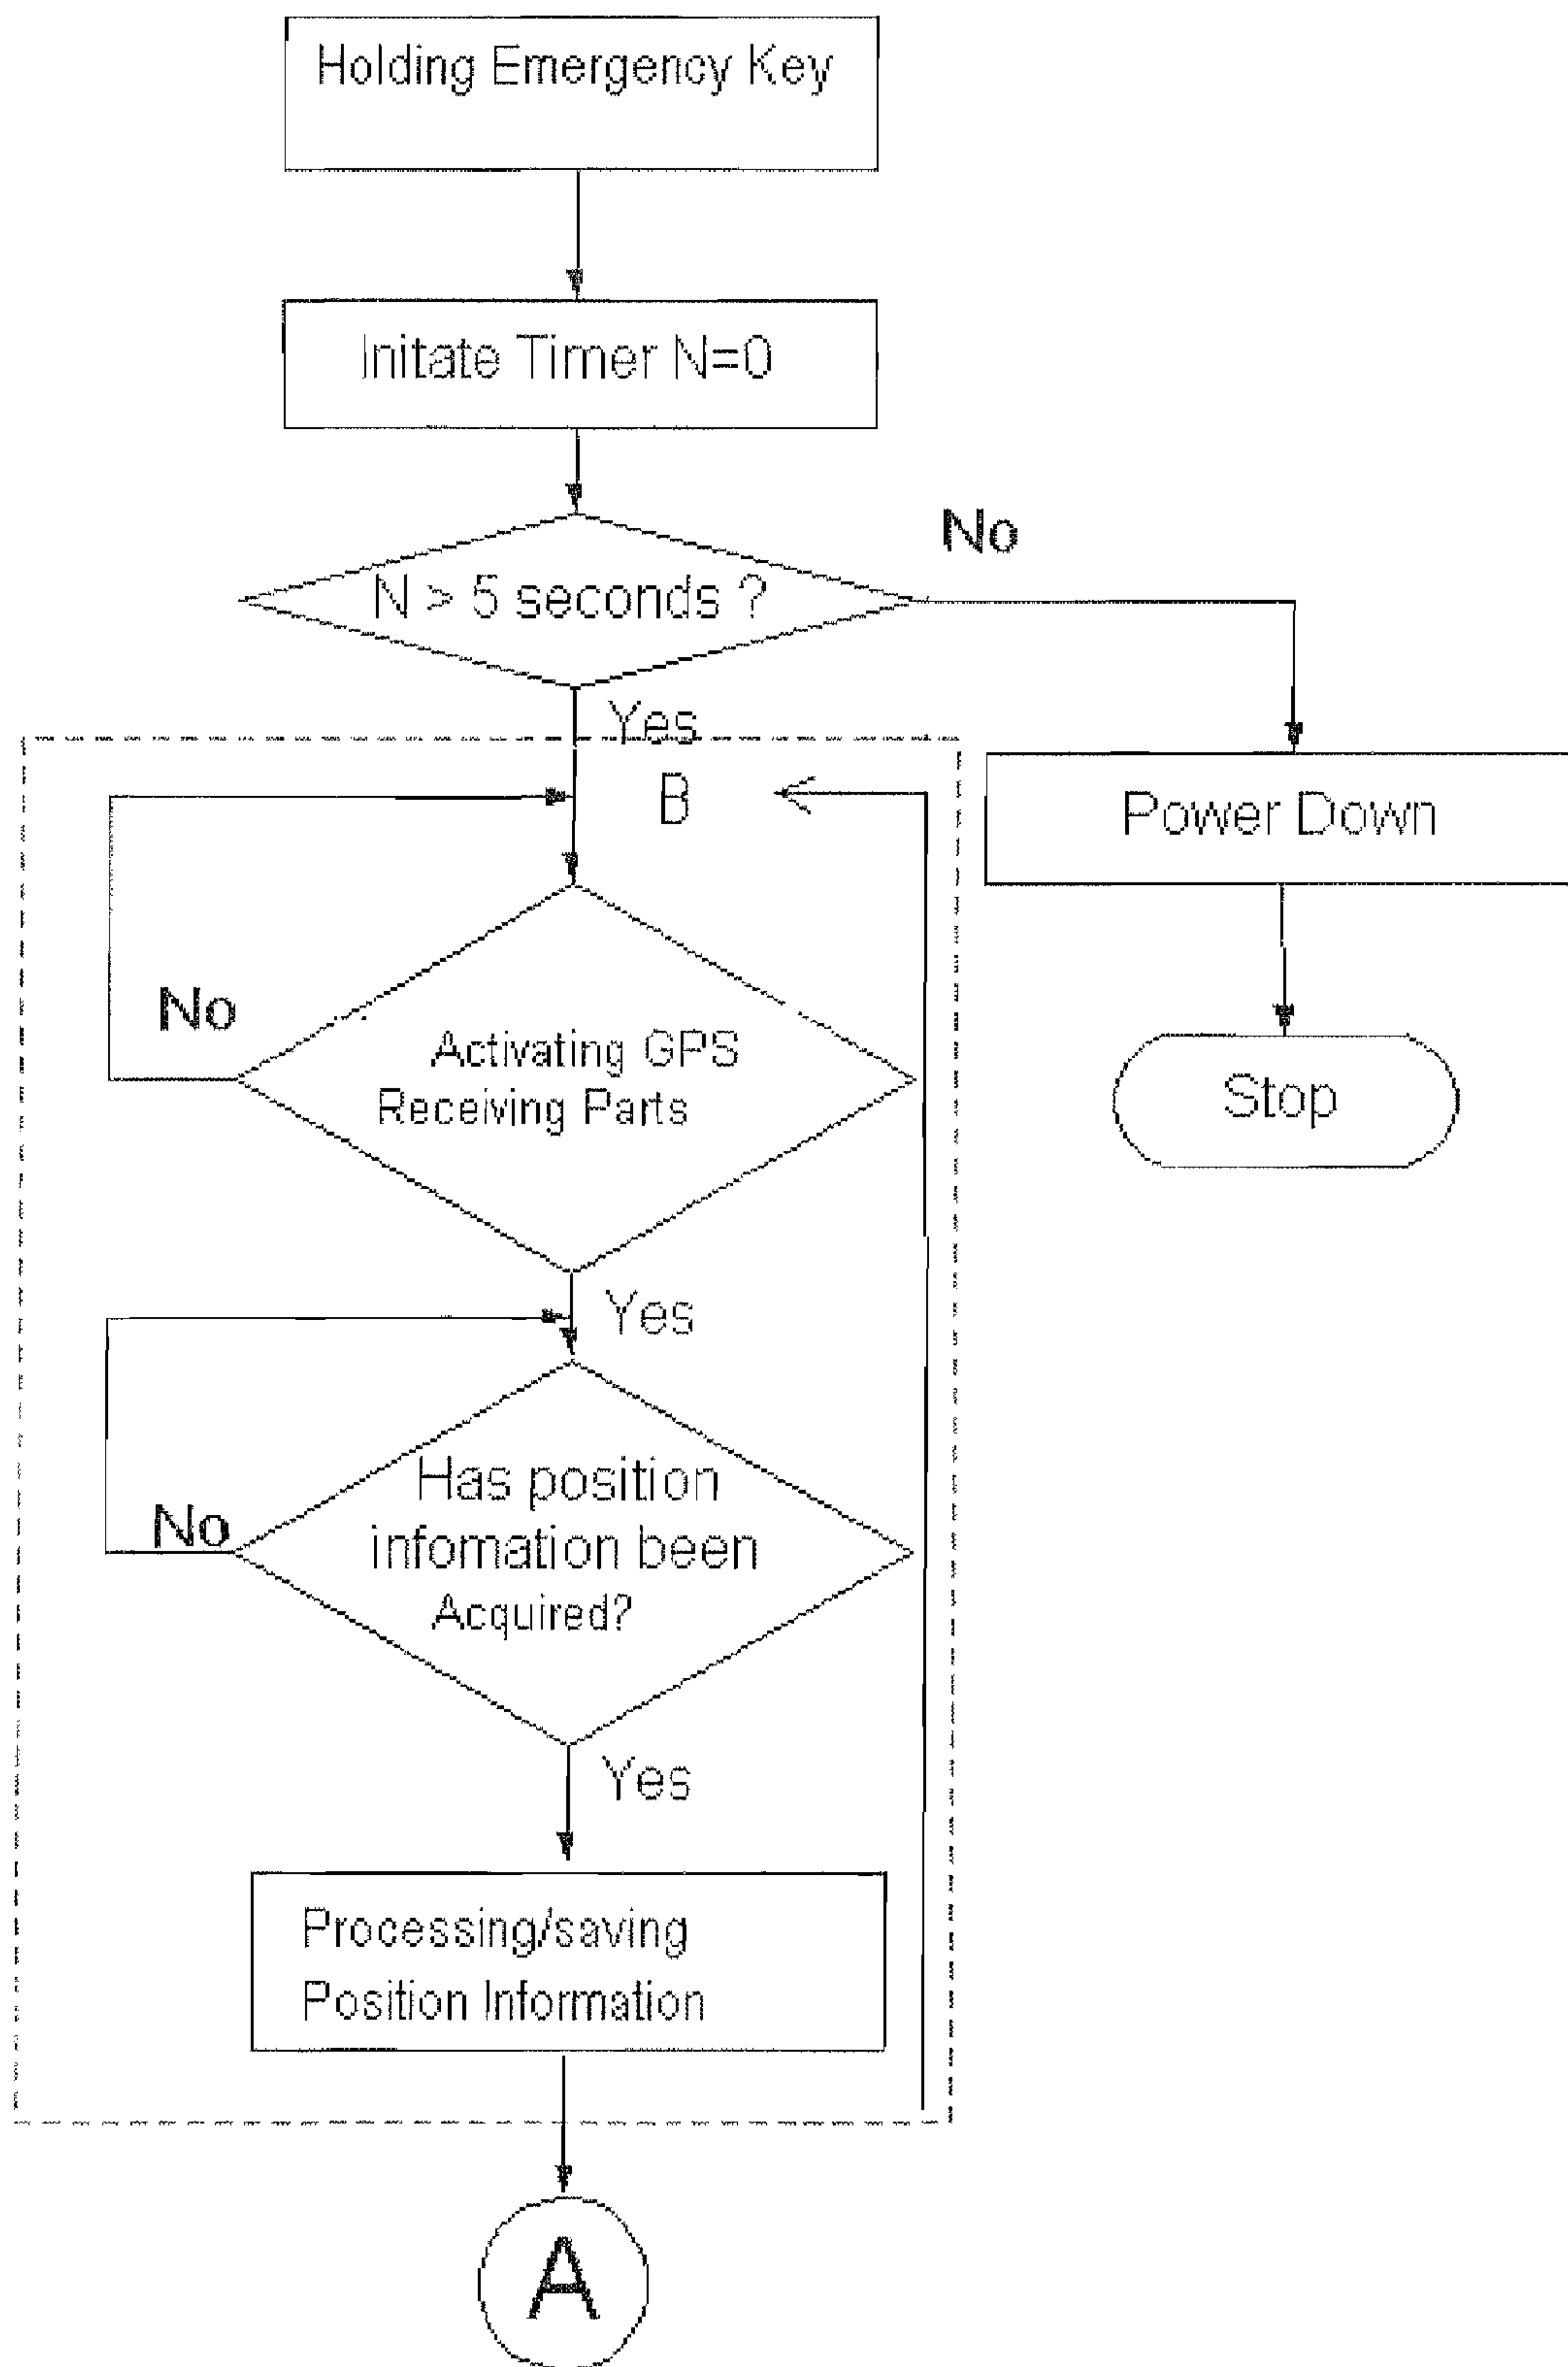 Holding Emergency Key
Initate Timer N=0
N > 5 seconds ?
No
Yes
B
Power Down
No
Activating GPS
Receiving Parts
Stop
Yes
Has position
No
infomation been
Acquired?
Yes
Processing/saving
Position Information
A